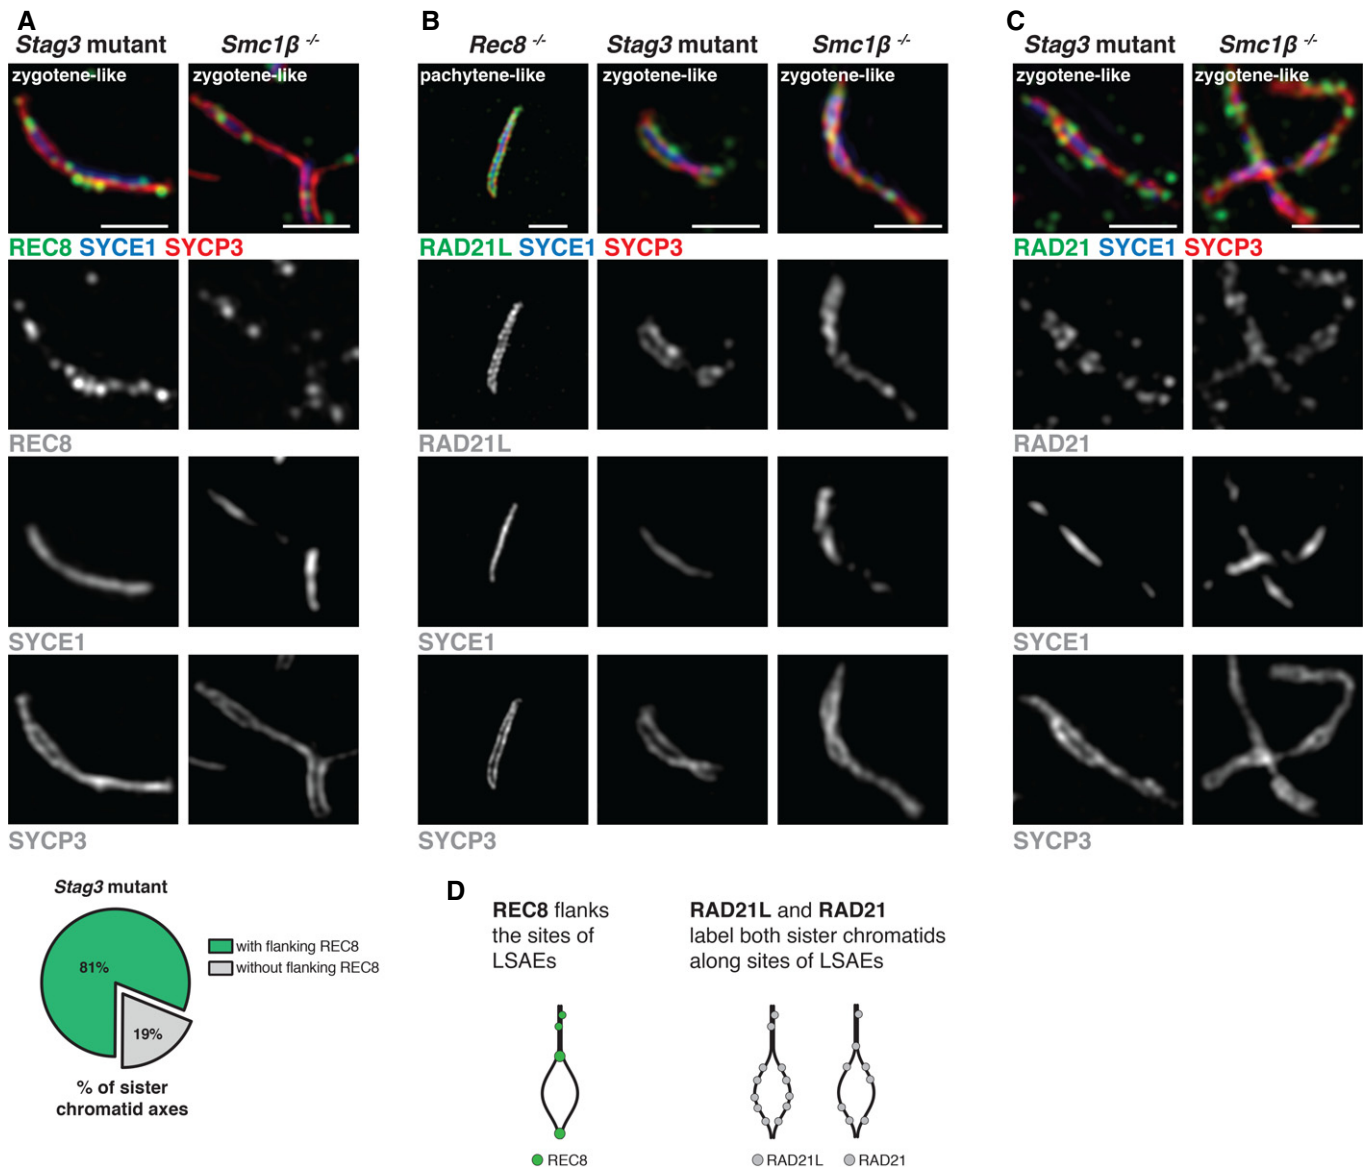 A
Stag3 mutant
Smc1β -/-
zygotene-like
zygotene-like
REC8 SYCE1 SYCP3
REC8
SYCE1
SYCP3
B
Rec8 -/-
Stag3 mutant
Smc1β -/-
pachytene-like
zygotene-like
zygotene-like
RAD21L SYCE1 SYCP3
RAD21L
SYCE1
SYCP3
C
Stag3 mutant
Smc1β -/-
zygotene-like
zygotene-like
RAD21 SYCE1 SYCP3
RAD21
SYCE1
SYCP3
Stag3 mutant
81%
19%
with flanking REC8
without flanking REC8
% of sister
chromatid axes
D
REC8 flanks
the sites of
LSAEs
RAD21L and RAD21
label both sister chromatids
along sites of LSAEs
REC8
RAD21L
RAD21